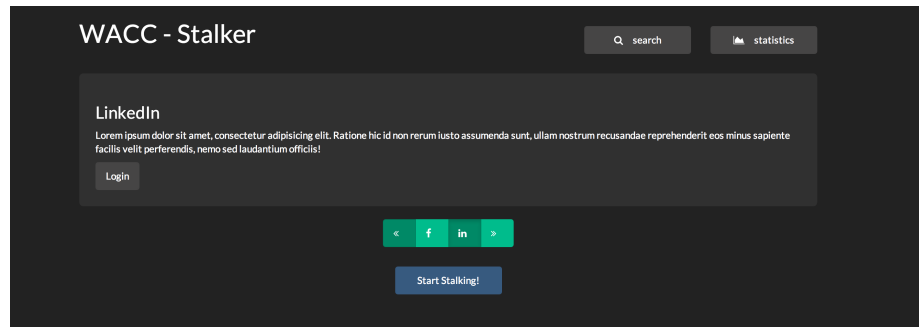 WACC - Stalker
search
statistics
LinkedIn
Lorem ipsum dolor sit amet, consectetur adipisicing elit. Ratione hic id non rerum iusto assumenda sunt, ullam nostrum recusandae reprehenderit eos minus sapiente
facilis velit perferendis, nemo sed laudantium officiis!
Login
« f in »
Start Stalking!